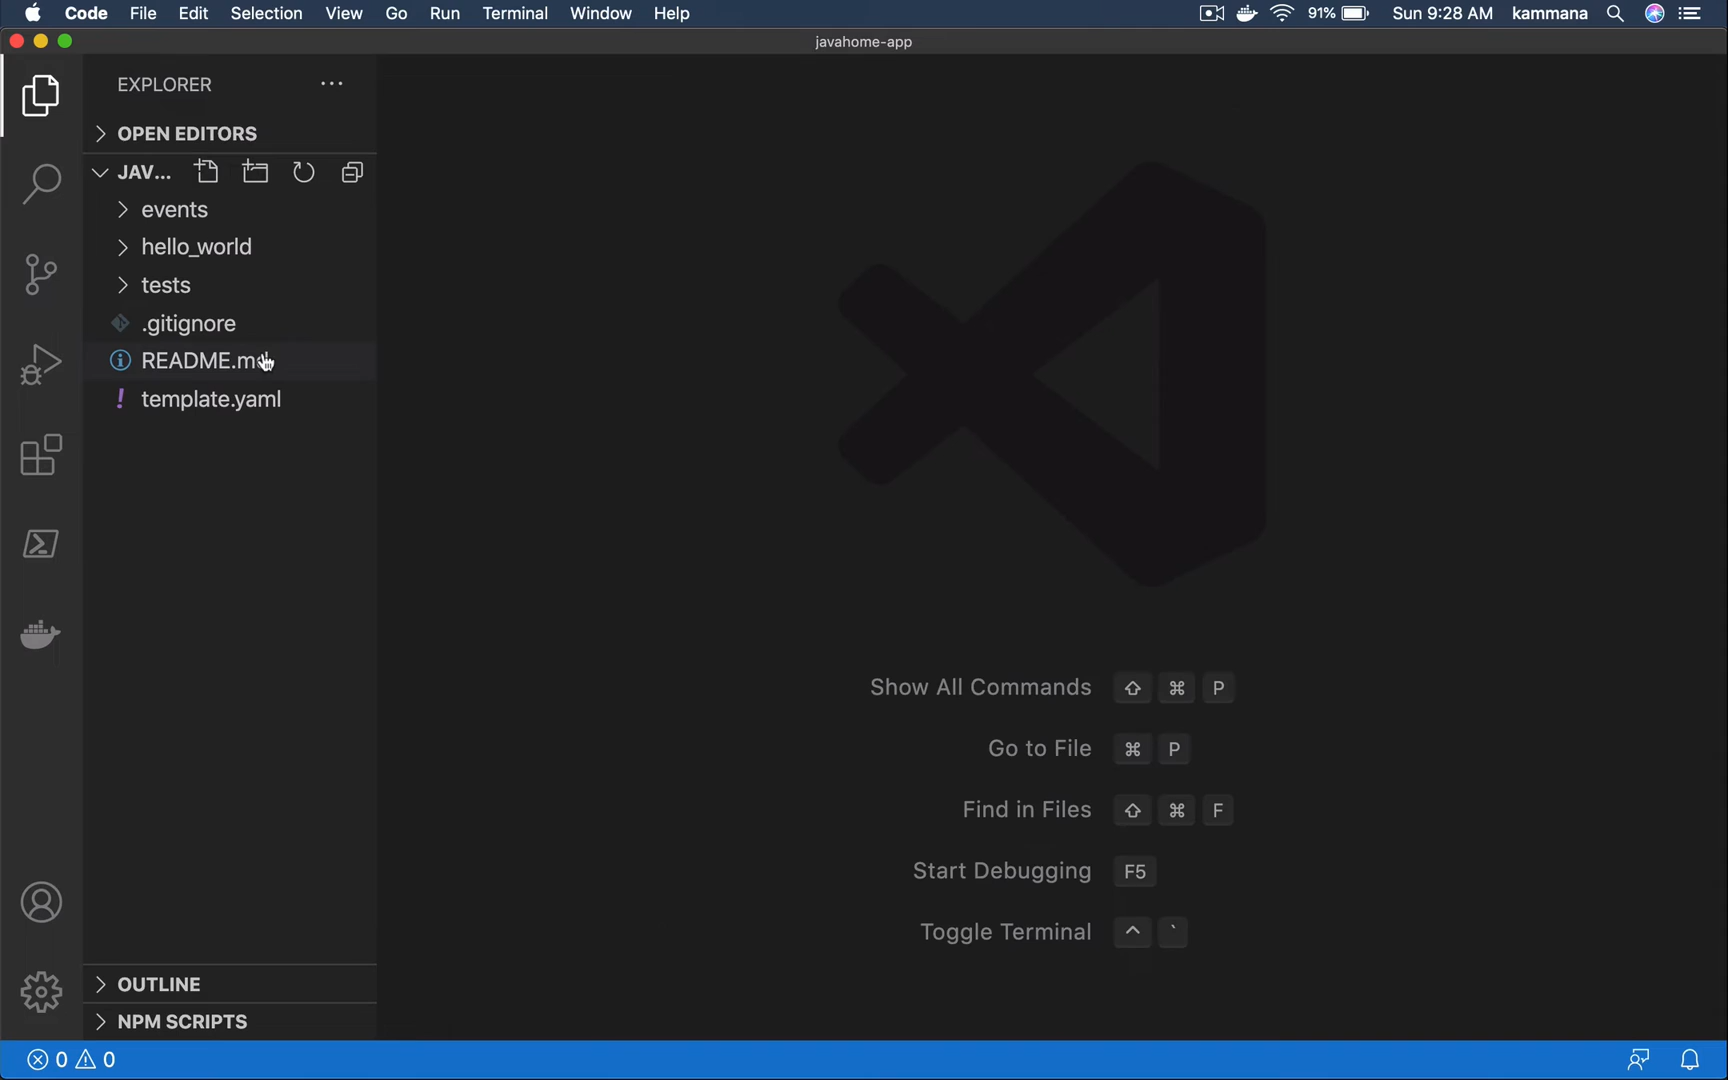 Code File Edit Selection View Go Run Terminal Window Help 91% Sun 9:28 AM kammana
javahome-app
EXPLORER ···
OPEN EDITORS
JAV...
events
hello_world
tests
.gitignore
README.m
template.yaml
Show All Commands ⇧ ⌘ P
Go to File ⌘ P
Find in Files ⇧ ⌘ F
Start Debugging F5
Toggle Terminal ^ `
OUTLINE
NPM SCRIPTS
0 0